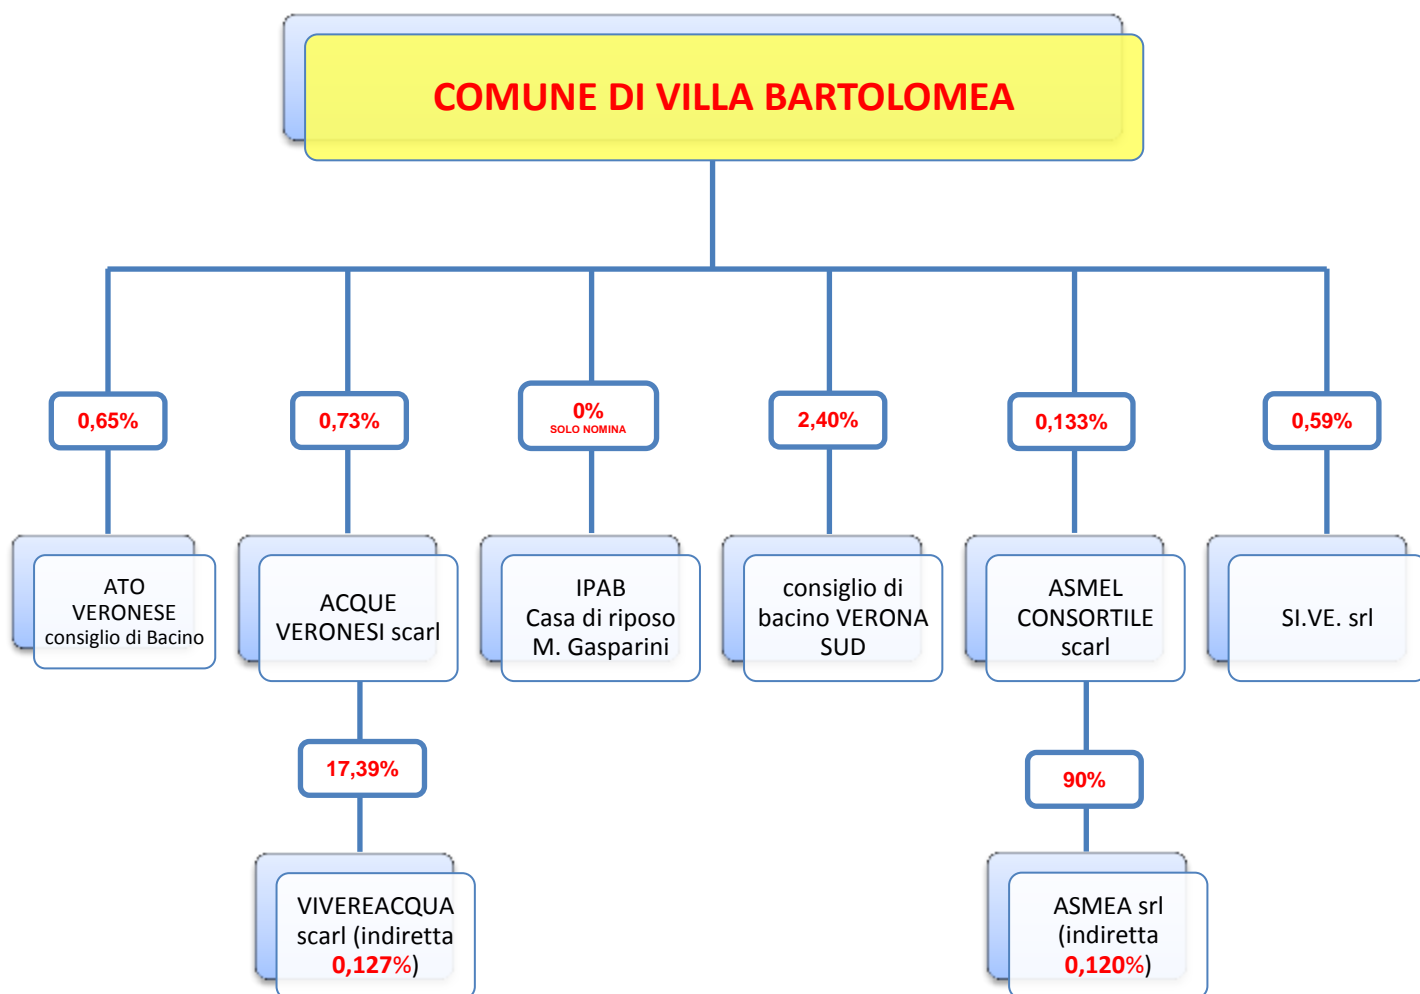 COMUNE DI VILLA BARTOLOMEA
0,65%
0,73%
0%
SOLO NOMINA
2,40%
0,133%
0,59%
ATO
VERONESE
consiglio di Bacino
ACQUE
VERONESI scarl
IPAB
Casa di riposo
M. Gasparini
consiglio di
bacino VERONA
SUD
ASMEL
CONSORTILE
scarl
SI.VE. srl
17,39%
90%
VIVEREACQUA
scarl (indiretta
0,127%)
ASMEA srl
(indiretta
0,120%)